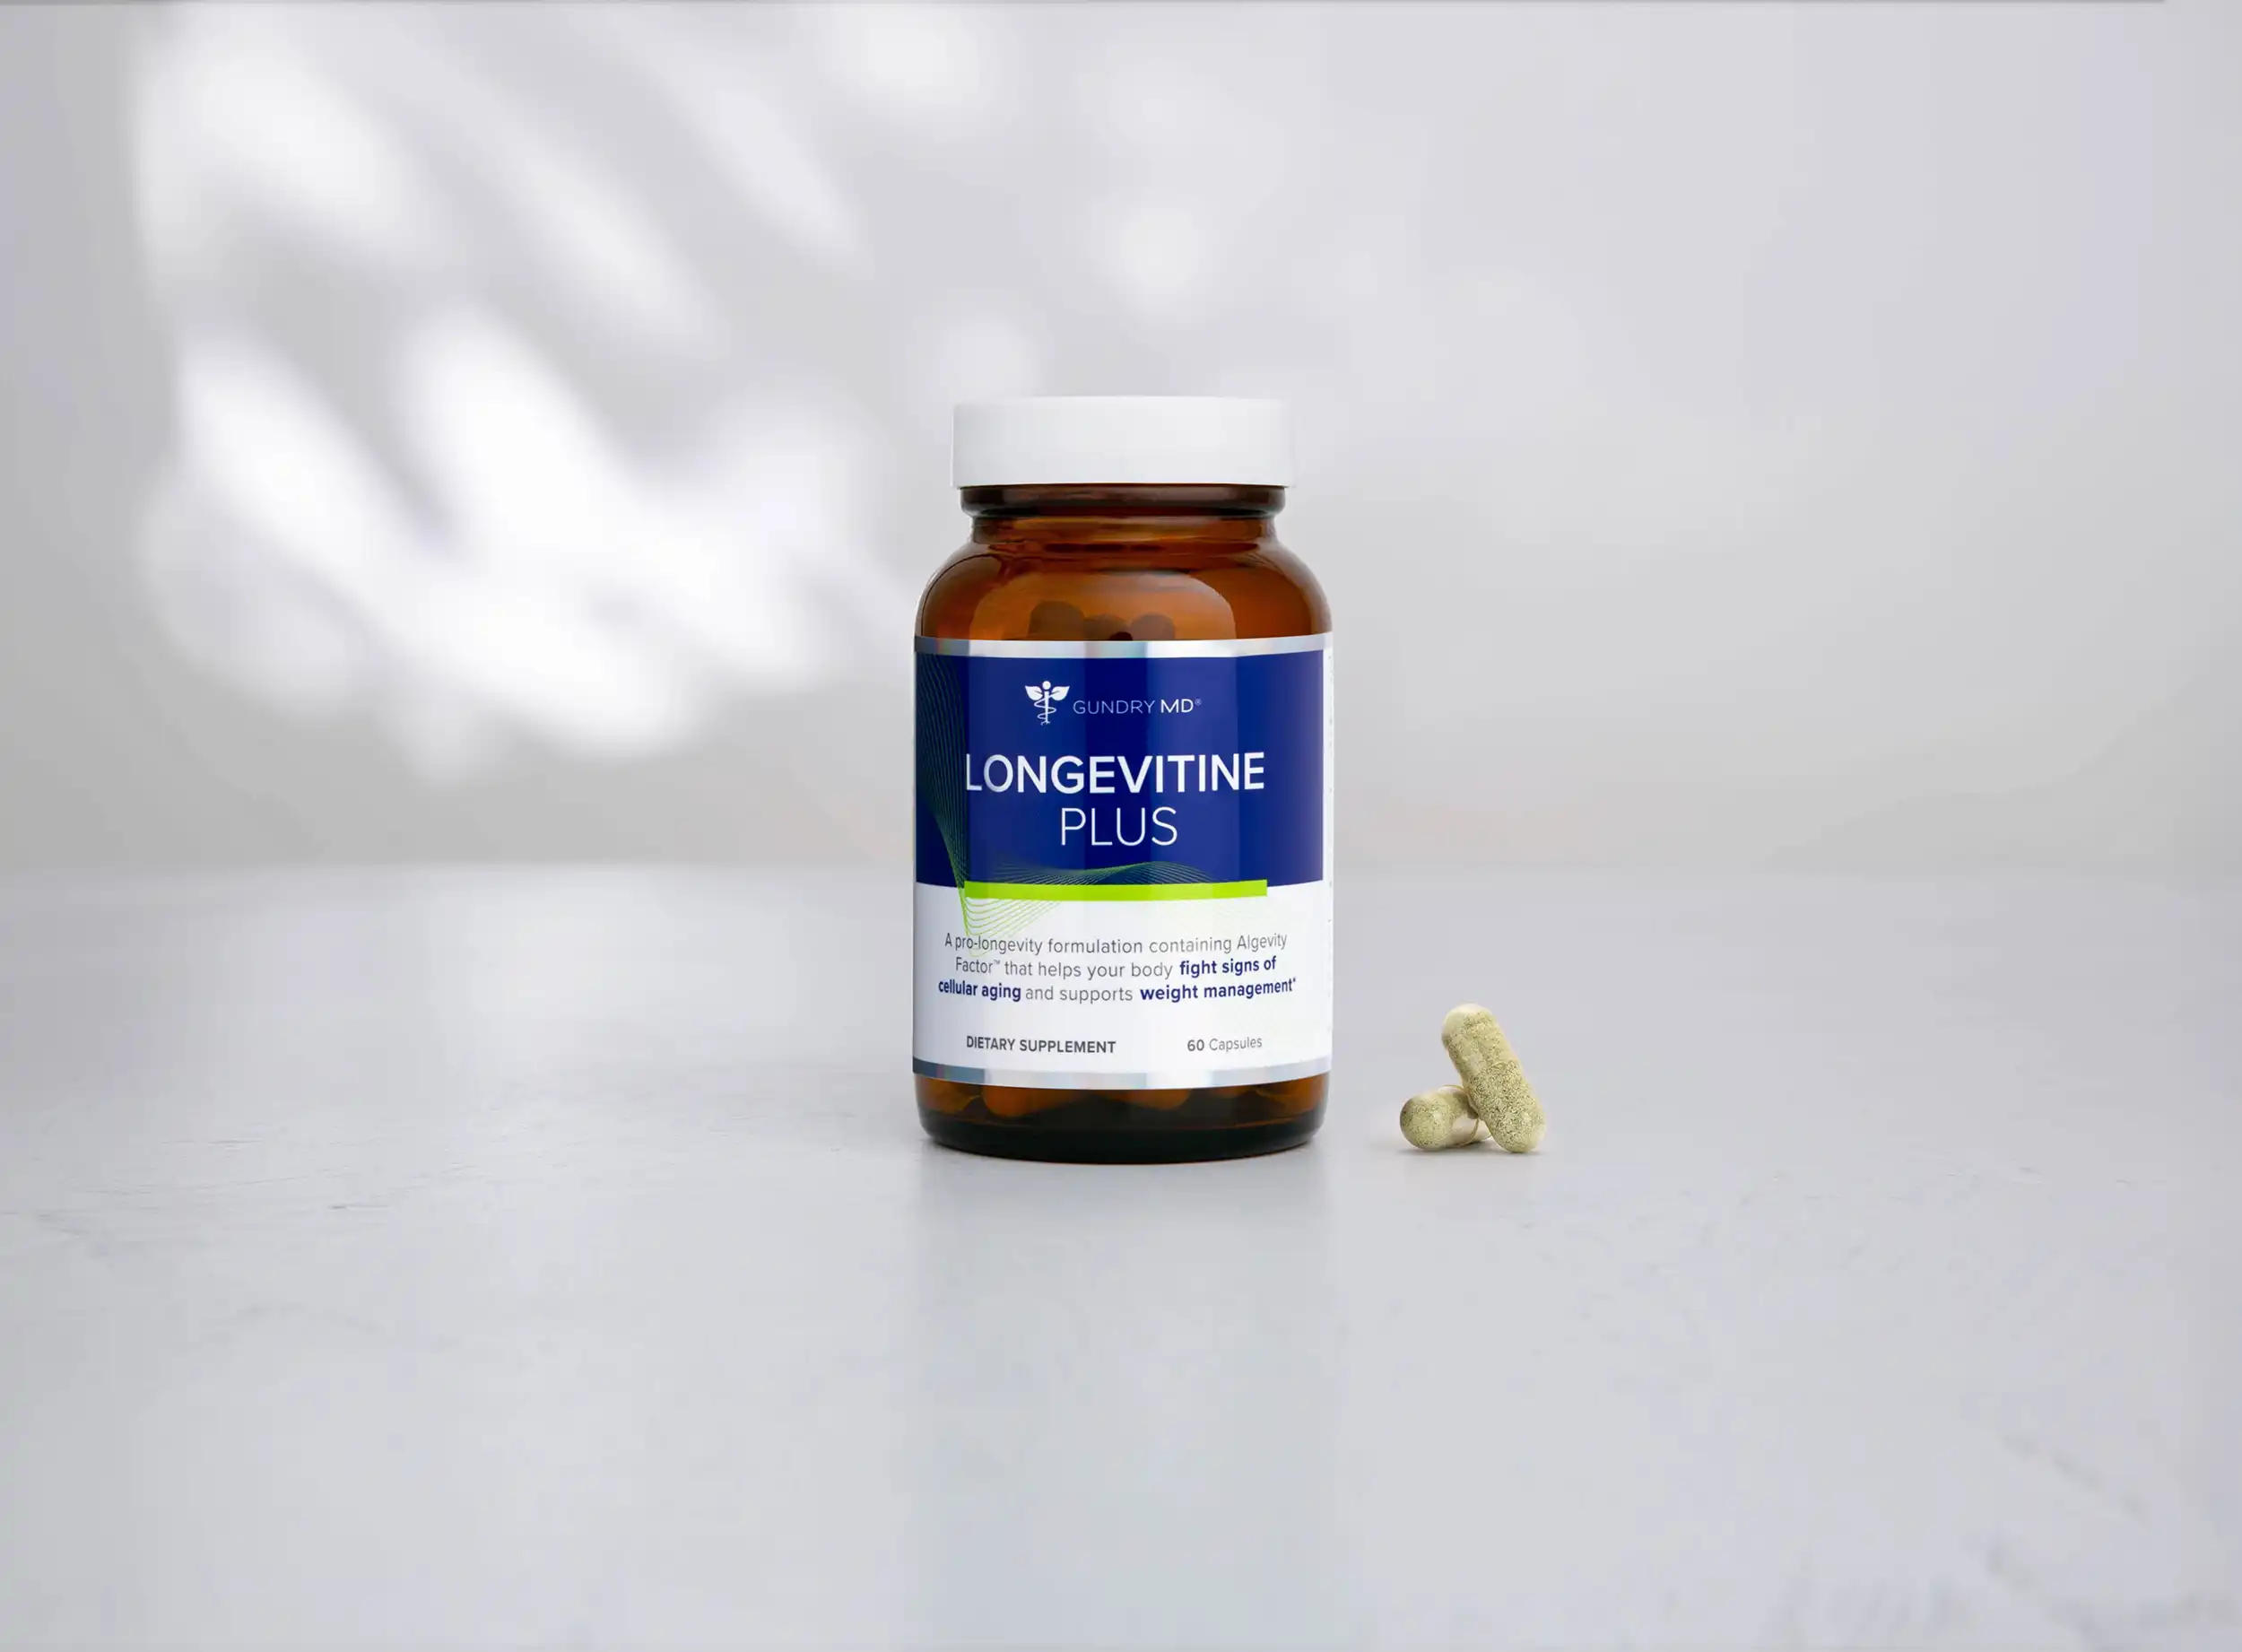 GUNDRY MD®
LONGEVITINE
PLUS
A pro-longevity formulation containing Algevity
Factor™ that helps your body fight signs of
cellular aging and supports weight management*
DIETARY SUPPLEMENT 60 Capsules